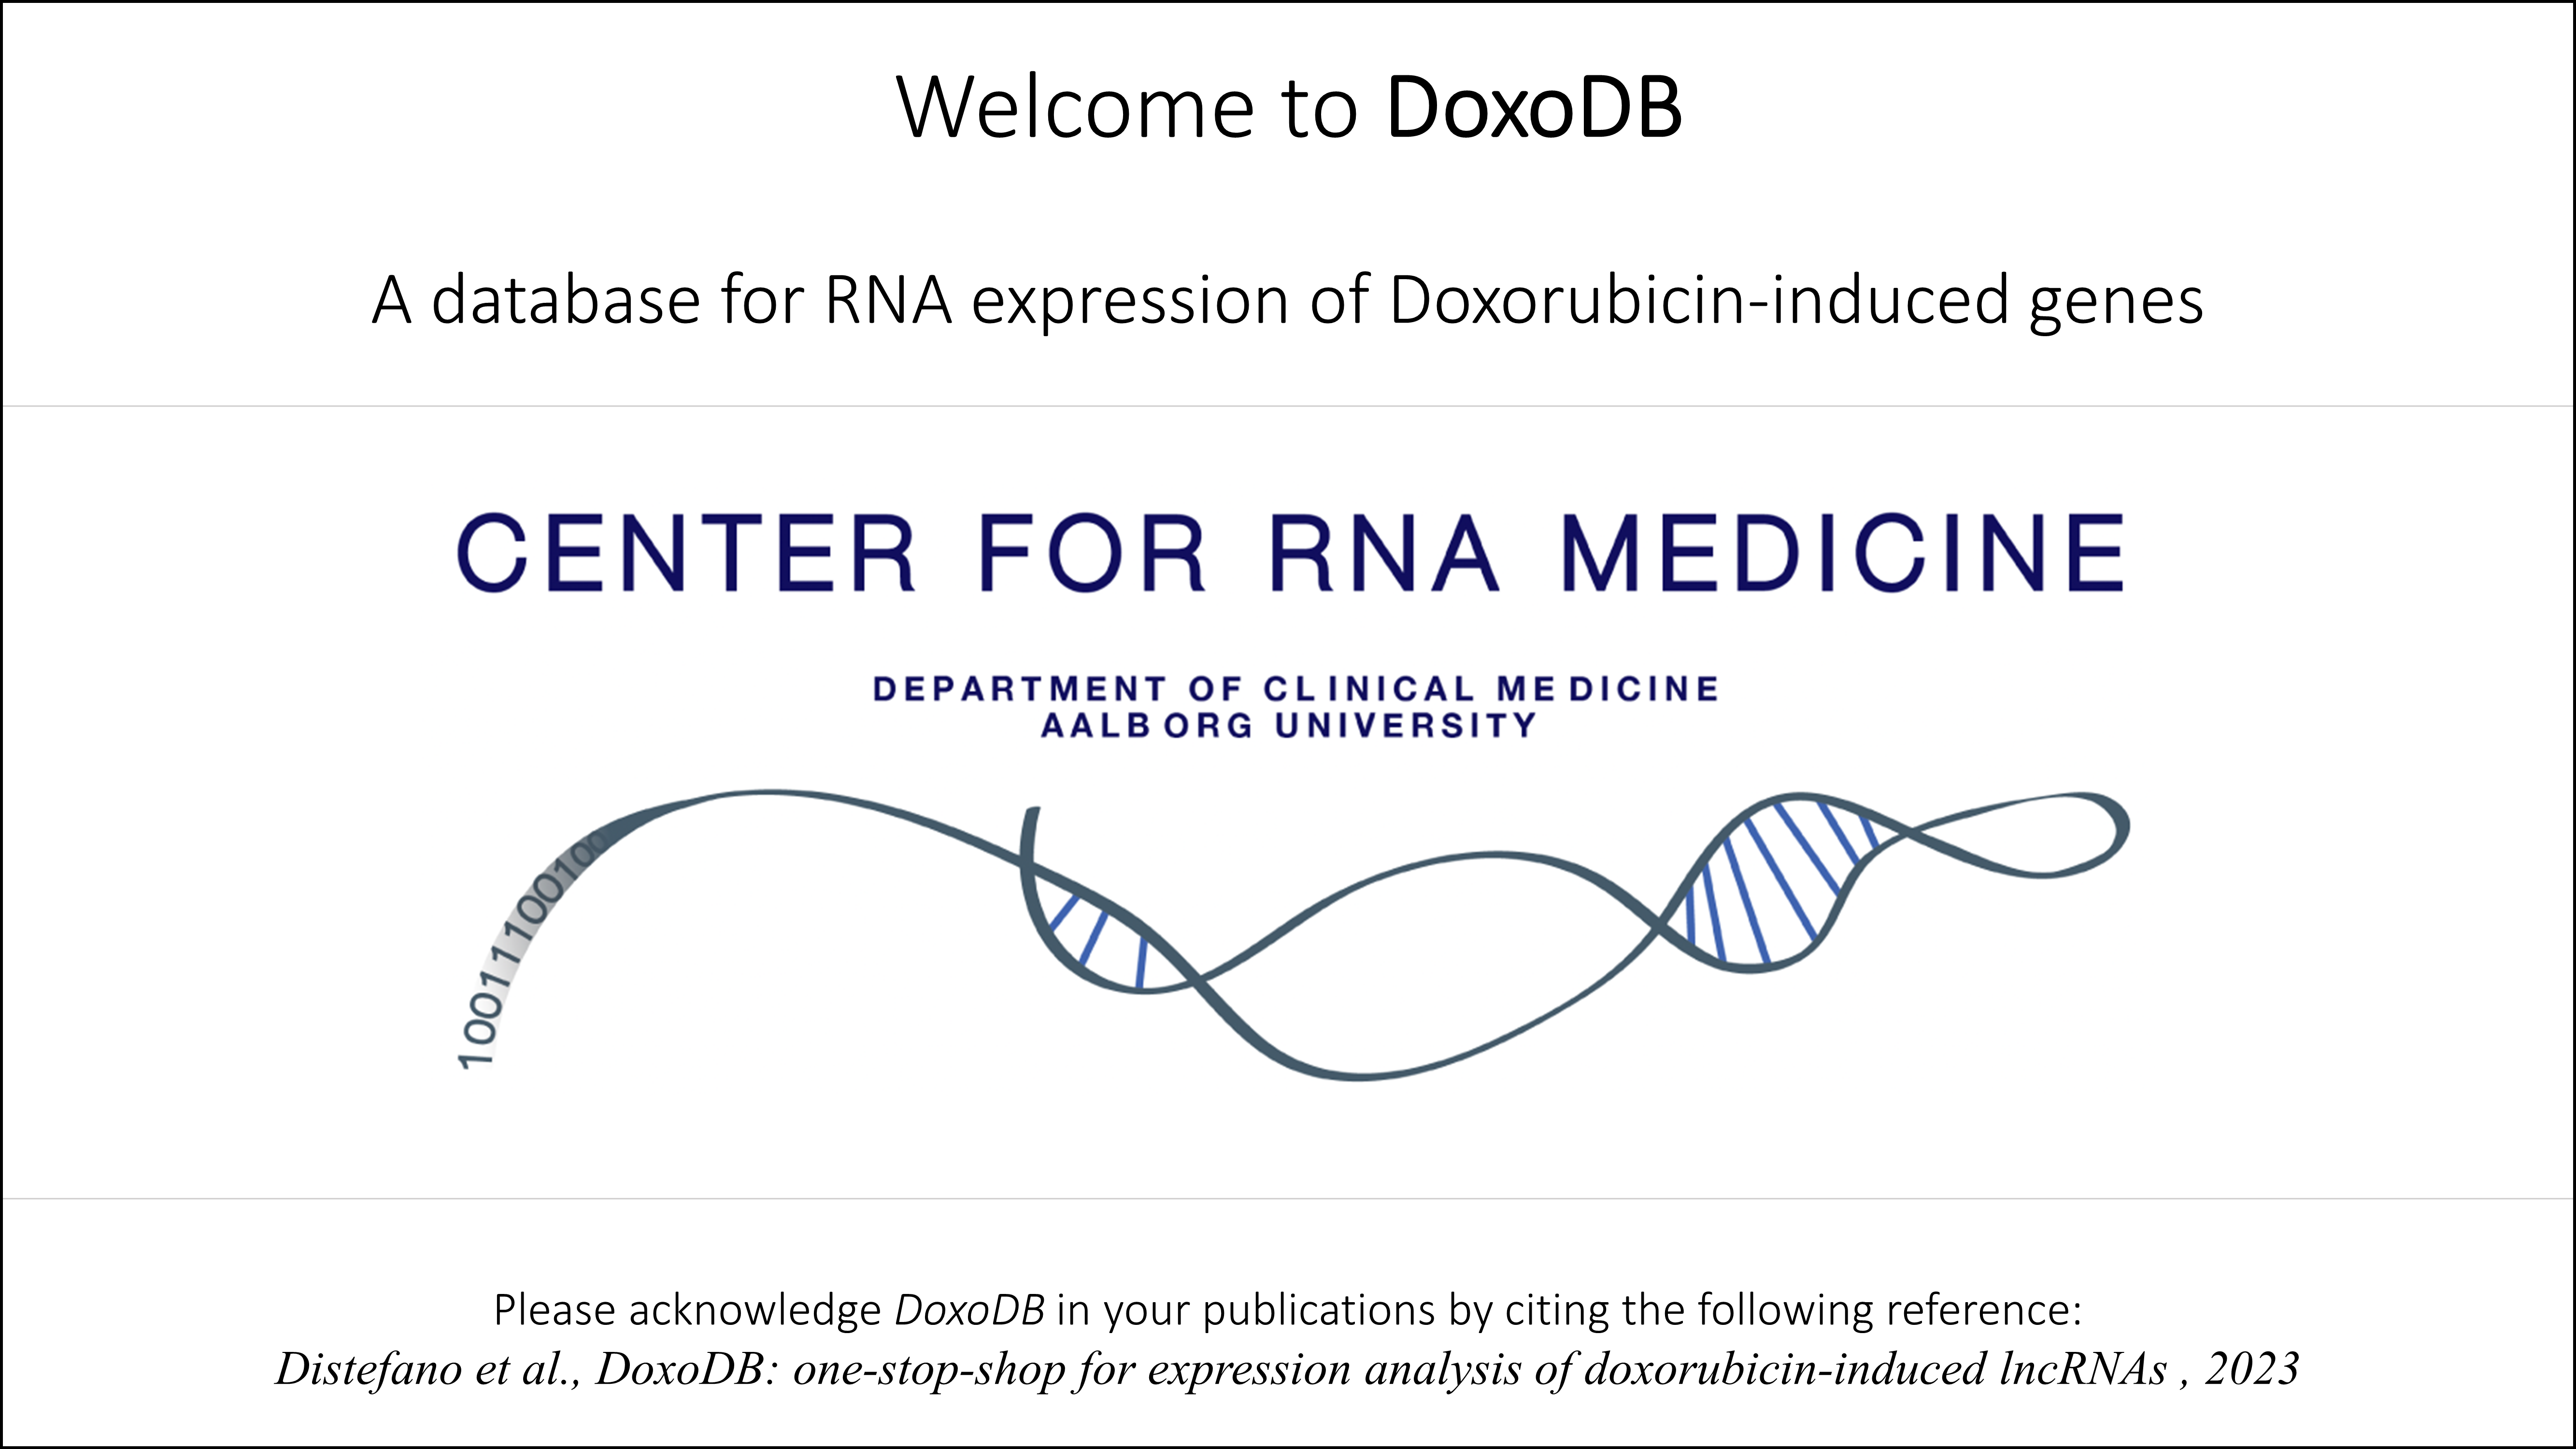 Welcome to DoxoDB
A database for RNA expression of Doxorubicin-induced genes
CENTER FOR RNA MEDICINE
DEPARTMENT OF CLINICAL MEDICINE
AALBORG UNIVERSITY
100111100100
Please acknowledge DoxoDB in your publications by citing the following reference:
Distefano et al., DoxoDB: one-stop-shop for expression analysis of doxorubicin-induced lncRNAs , 2023